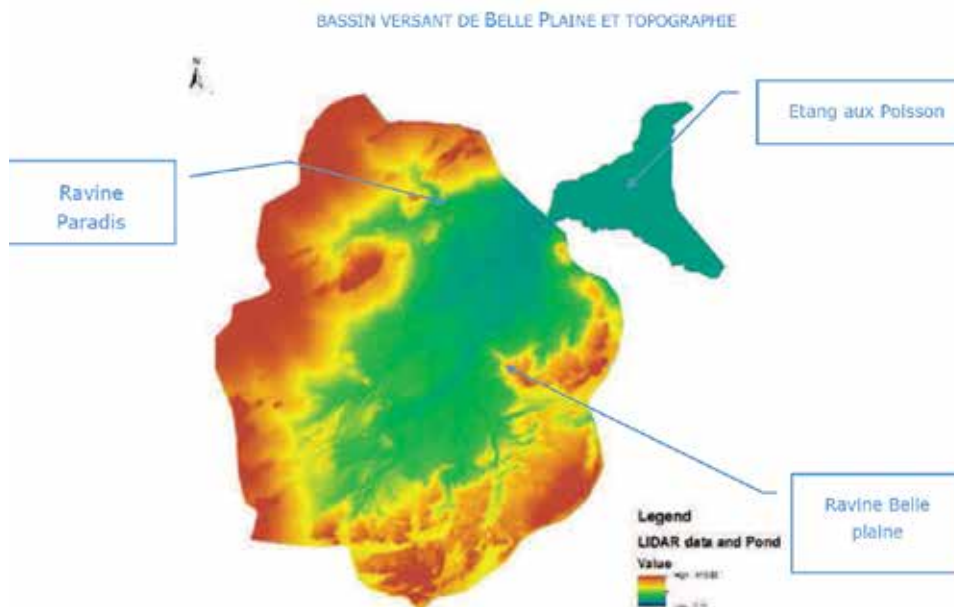 BASSIN VERSANT DE BELLE PLAINE ET TOPOGRAPHIE
N
Etang aux Poisson
Ravine
Paradis
Ravine Belle
plaine
Legend
LIDAR data and Pond
Value